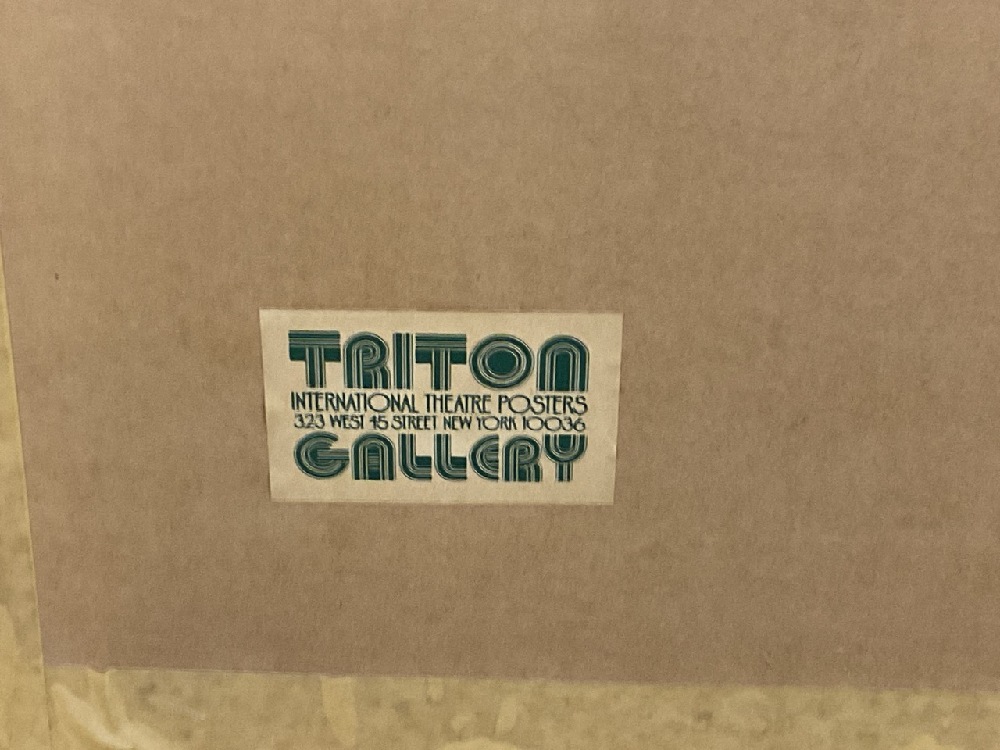 TRITON
INTERNATIONAL THEATRE POSTERS
323 WEST 45 STREET NEW YORK 10036
GALLERY